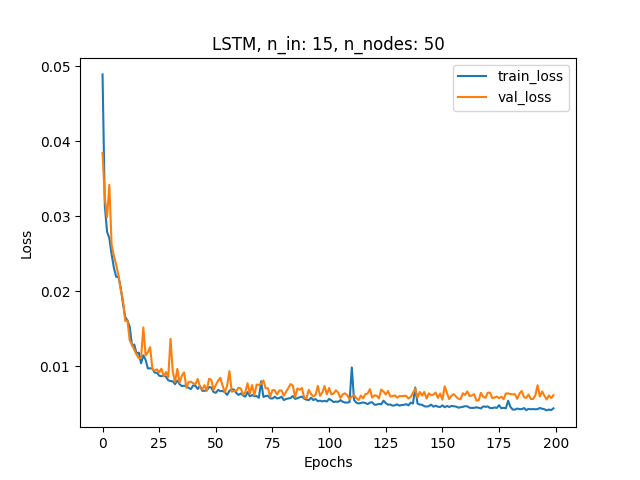 LSTM, n_in: 15, n_nodes: 50
train_loss
val_loss
0.05
0.04
0.03
0.02
0.01
Loss
0 25 50 75 100 125 150 175 200
Epochs